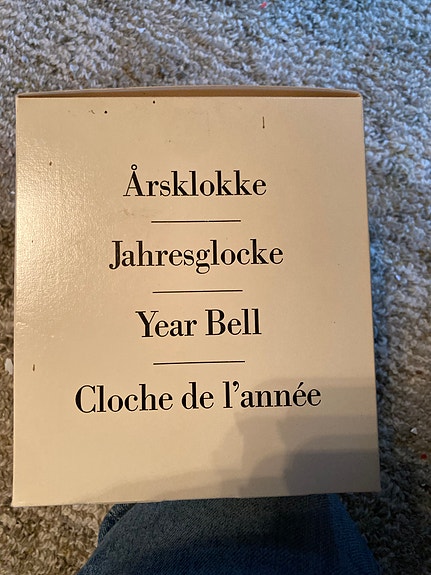 Årsklokke
Jahresglocke
Year Bell
Cloche de l'année